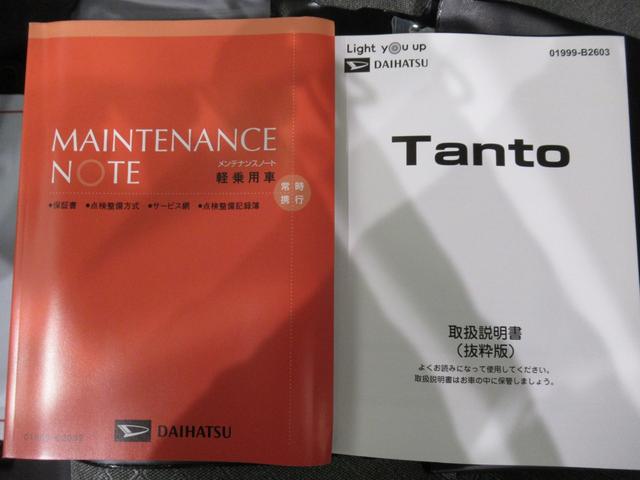 MAINTENANCE
NOTE
メンテナンスノート
軽乗用車
常時
携行
●保証書 ●点検整備方式 ●サービス網 ●点検整備記録簿
DAIHATSU
Light you up
DAIHATSU
01999-B2603
Tanto
取扱説明書
(抜粋版)
よくお読みになって使用してください。
取扱説明書はお車の中に保管しましょう。